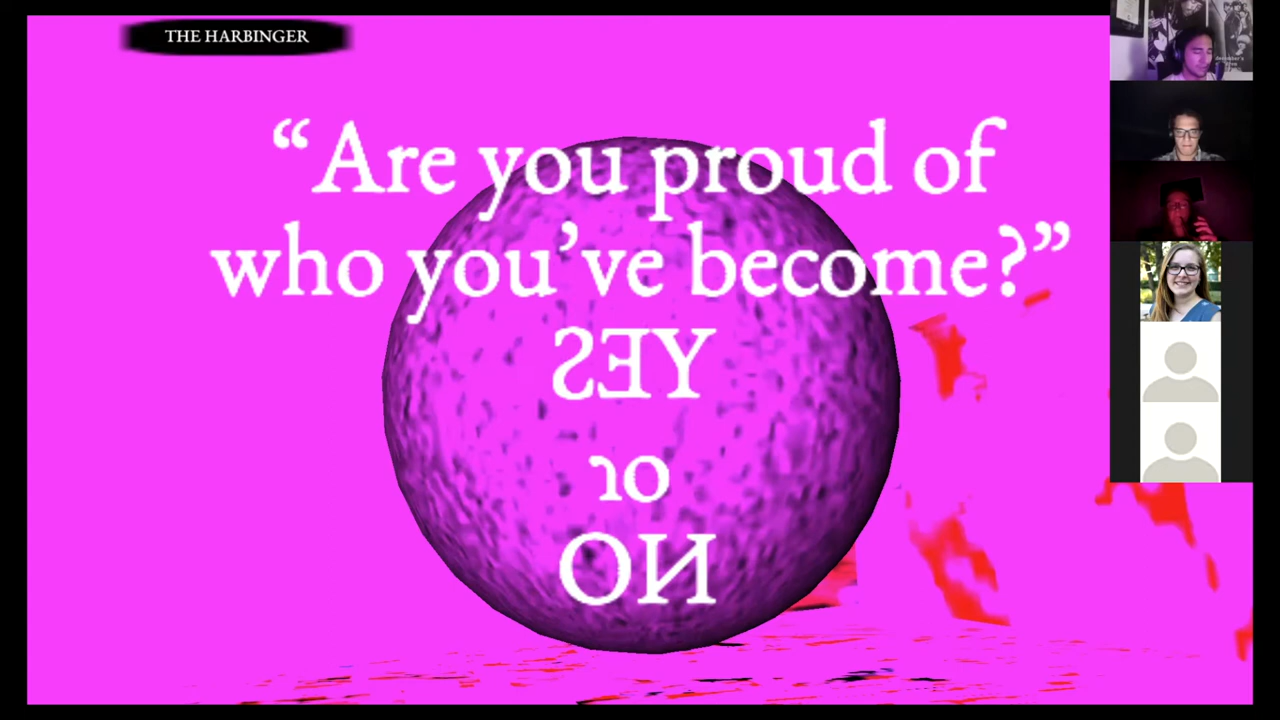 THE HARBINGER
“Are you proud of
who you’ve become?”
YES
or
NO